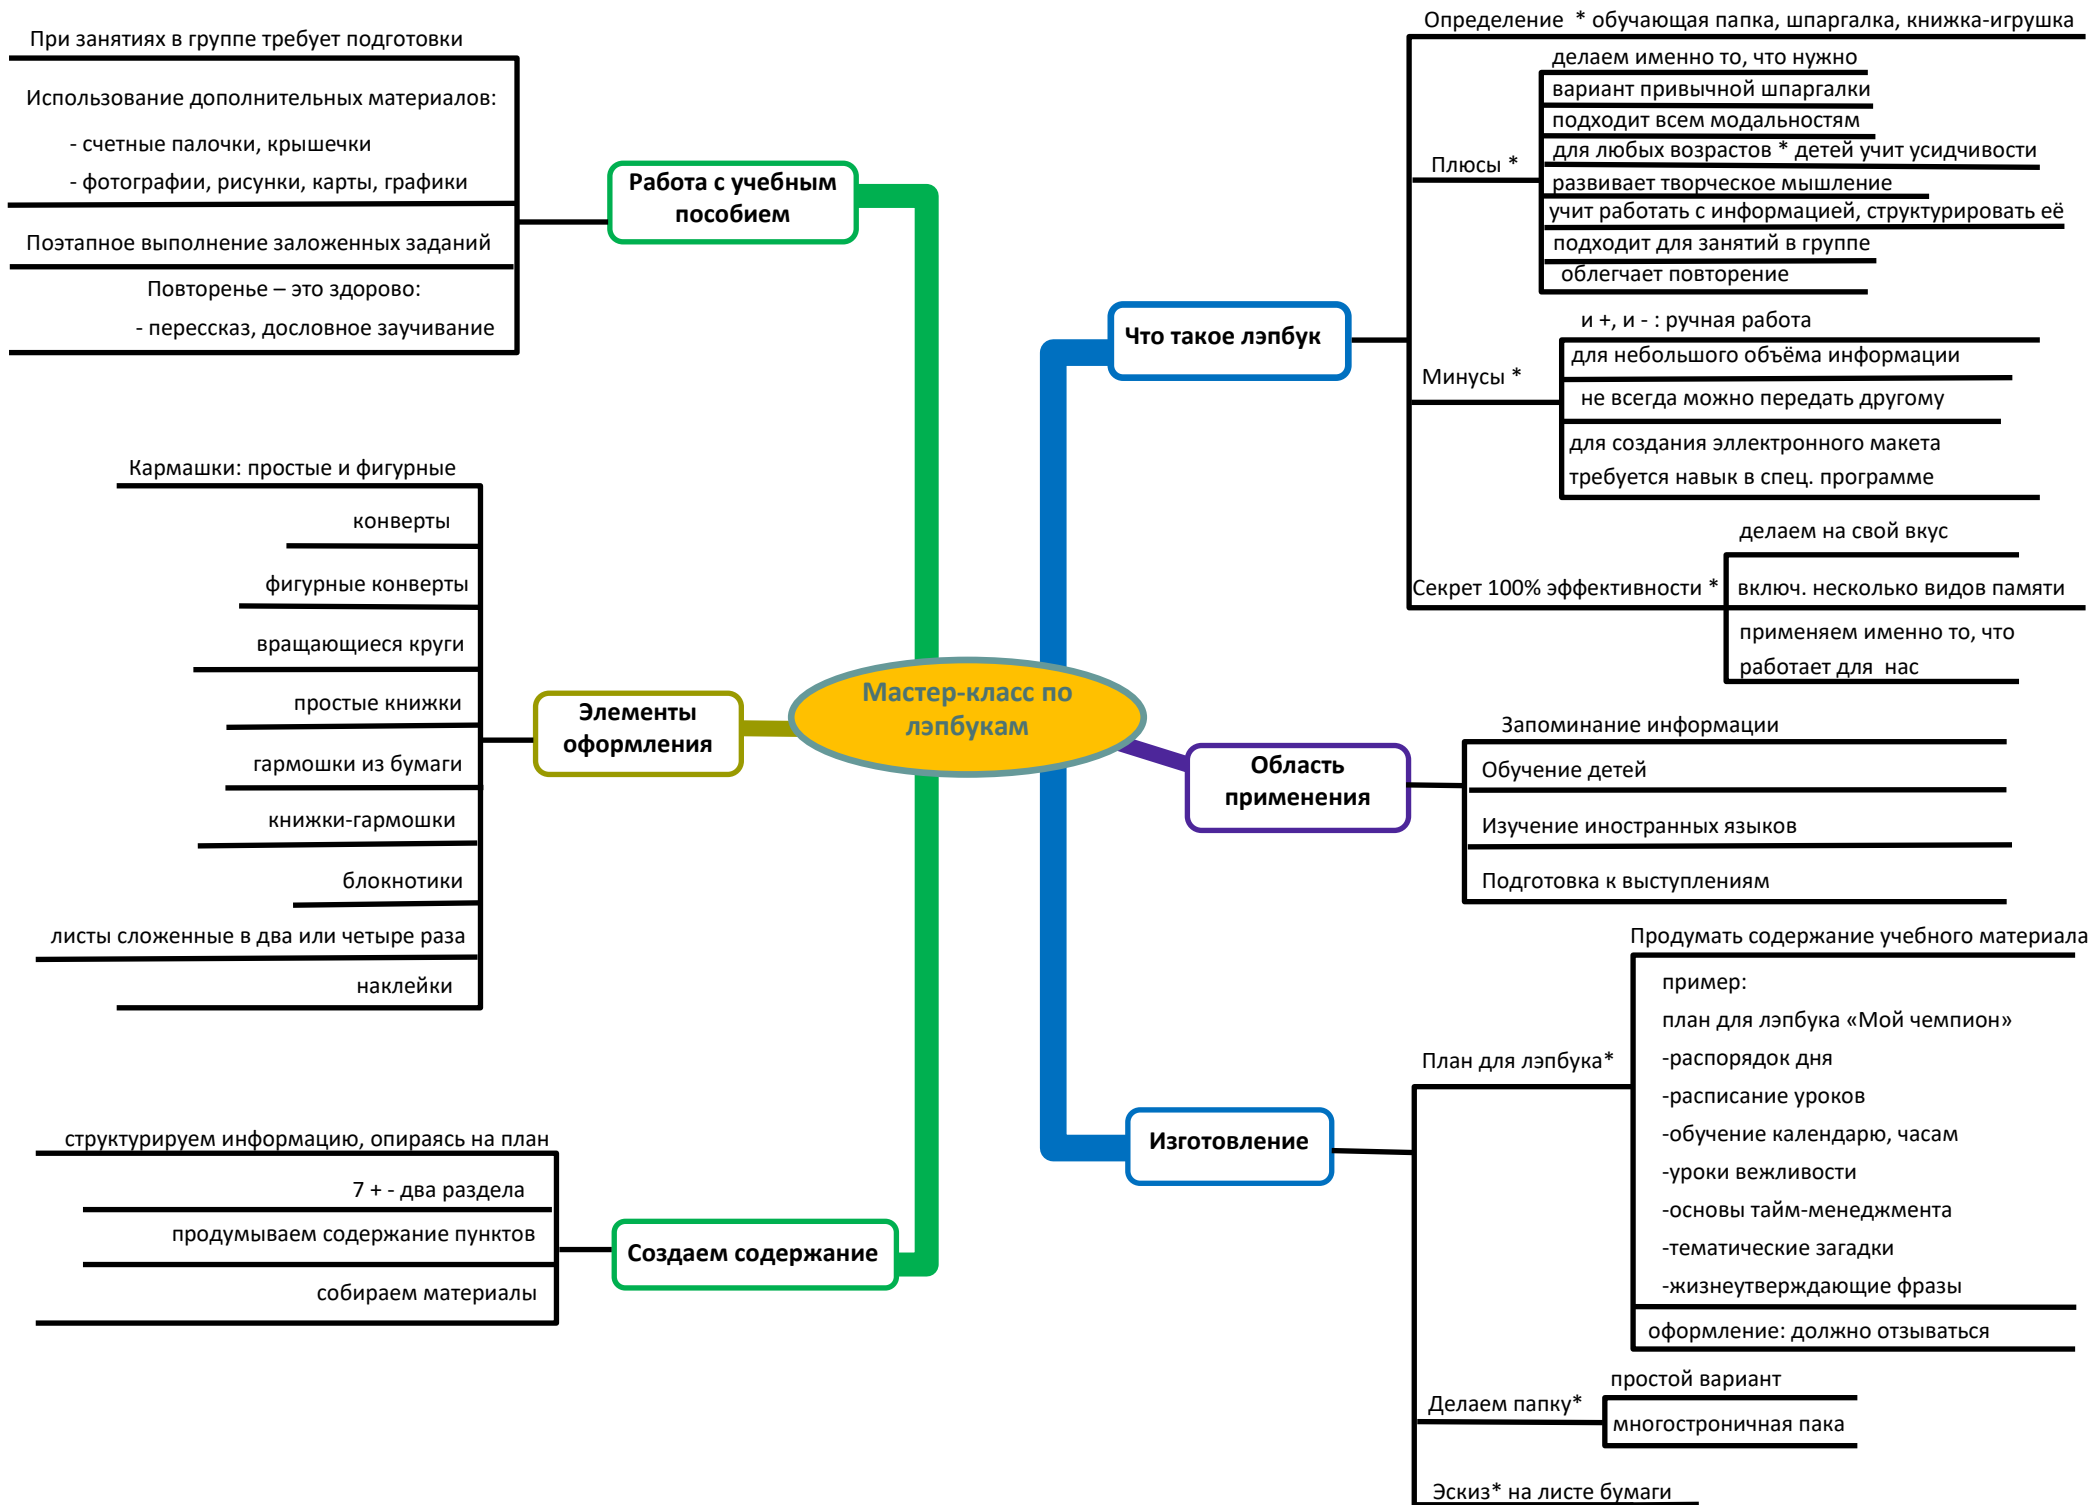 Мастер-класс по
лэпбукам
Что такое лэпбук
Определение  * обучающая папка, шпаргалка, книжка-игрушка
Плюсы *
делаем именно то, что нужно
вариант привычной шпаргалки
подходит всем модальностям
для любых возрастов * детей учит усидчивости
развивает творческое мышление
учит работать с информацией, структурировать её
подходит для занятий в группе
облегчает повторение
Минусы *
и +, и - : ручная работа
для небольшого объёма информации
не всегда можно передать другому
для создания эллектронного макета
требуется навык в спец. программе
Секрет 100% эффективности *
делаем на свой вкус
включ. несколько видов памяти
применяем именно то, что
работает для  нас
Область
применения
Запоминание информации
Обучение детей
Изучение иностранных языков
Подготовка к выступлениям
Изготовление
План для лэпбука*
Продумать содержание учебного материала
пример:
план для лэпбука «Мой чемпион»
-распорядок дня
-расписание уроков
-обучение календарю, часам
-уроки вежливости
-основы тайм-менеджмента
-тематические загадки
-жизнеутверждающие фразы
оформление: должно отзываться
Делаем папку*
простой вариант
многостроничная пака
Эскиз* на листе бумаги
Создаем содержание
структурируем информацию, опираясь на план
7 + - два раздела
продумываем содержание пунктов
собираем материалы
Элементы
оформления
Кармашки: простые и фигурные
конверты
фигурные конверты
вращающиеся круги
простые книжки
гармошки из бумаги
книжки-гармошки
блокнотики
листы сложенные в два или четыре раза
наклейки
Работа с учебным
пособием
При занятиях в группе требует подготовки
Использование дополнительных материалов:
- счетные палочки, крышечки
- фотографии, рисунки, карты, графики
Поэтапное выполнение заложенных заданий
Повторенье – это здорово:
- перессказ, дословное заучивание